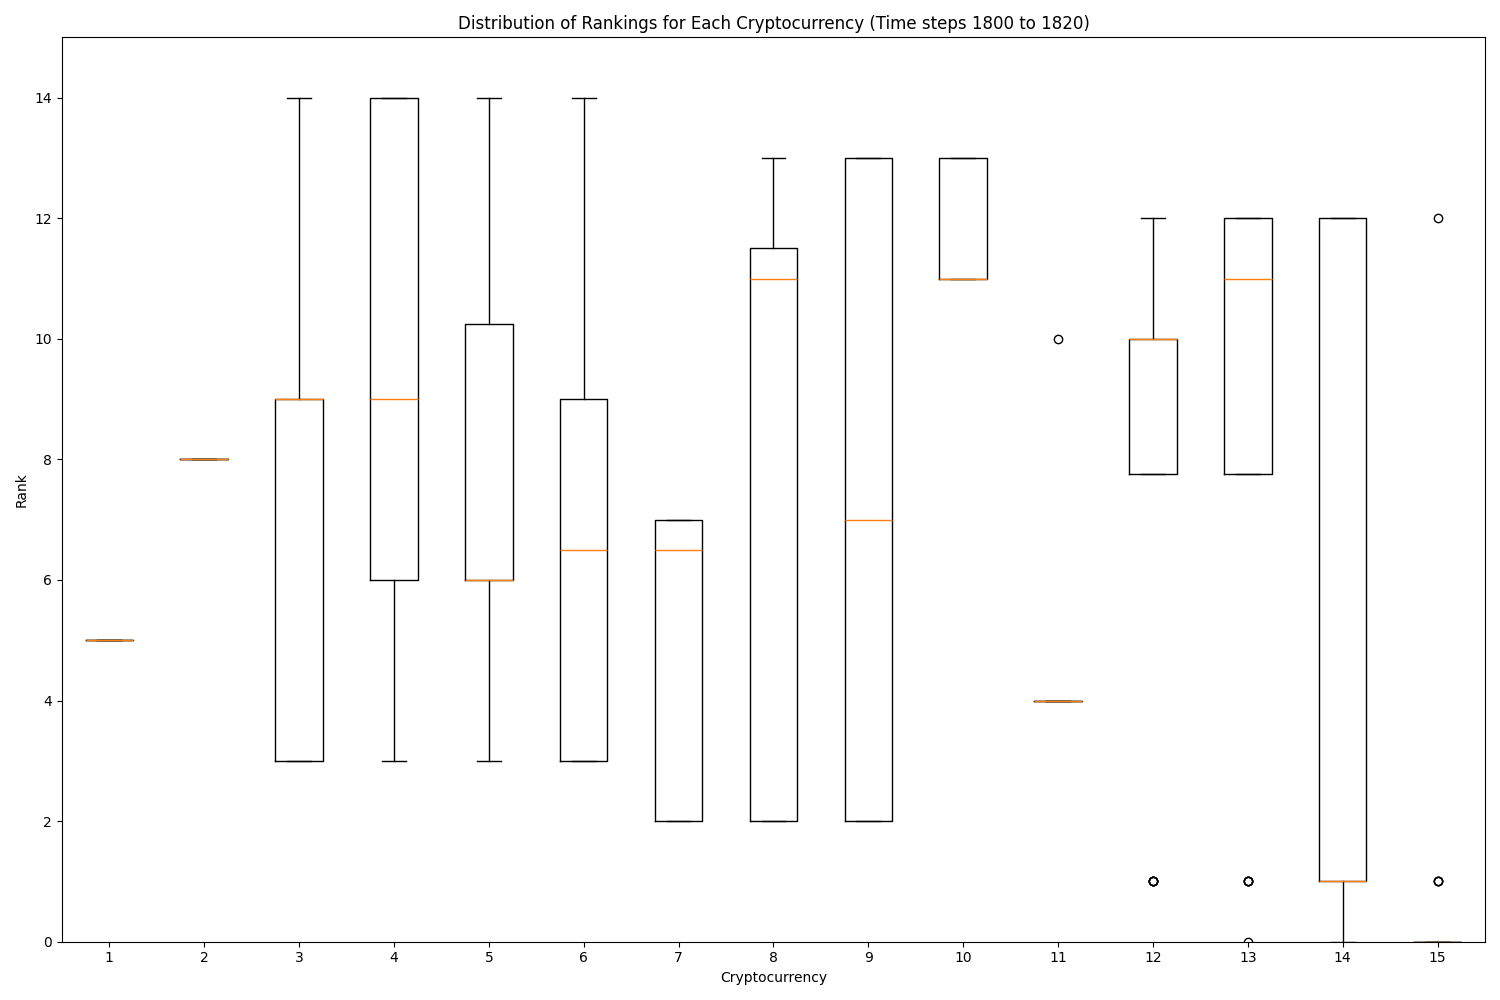 Distribution of Rankings for Each Cryptocurrency (Time steps 1800 to 1820)
14
12
10
8
6
4
2
0
Rank
1 2 3 4 5 6 7 8 9 10 11 12 13 14 15
Cryptocurrency